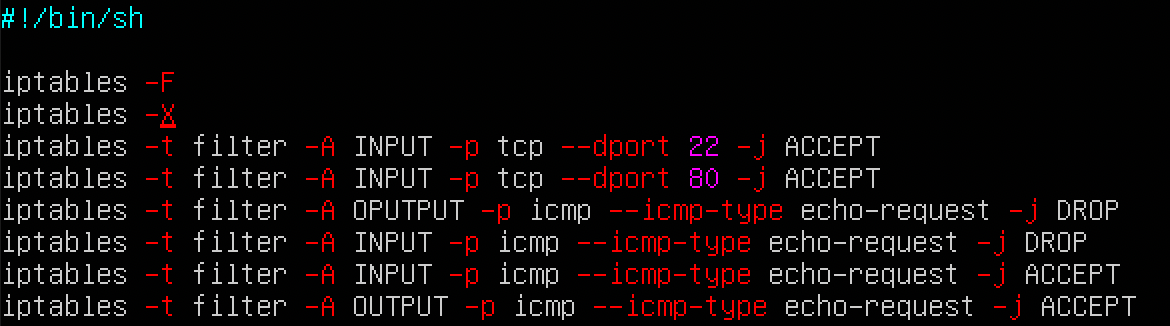 #!/bin/sh
iptables -F
iptables -X
iptables -t filter -A INPUT -p tcp --dport 22 -j ACCEPT
iptables -t filter -A INPUT -p tcp --dport 80 -j ACCEPT
iptables -t filter -A OPUTPUT -p icmp --icmp-type echo-request -j DROP
iptables -t filter -A INPUT -p icmp --icmp-type echo-request -j DROP
iptables -t filter -A INPUT -p icmp --icmp-type echo-request -j ACCEPT
iptables -t filter -A OUTPUT -p icmp --icmp-type echo-request -j ACCEPT